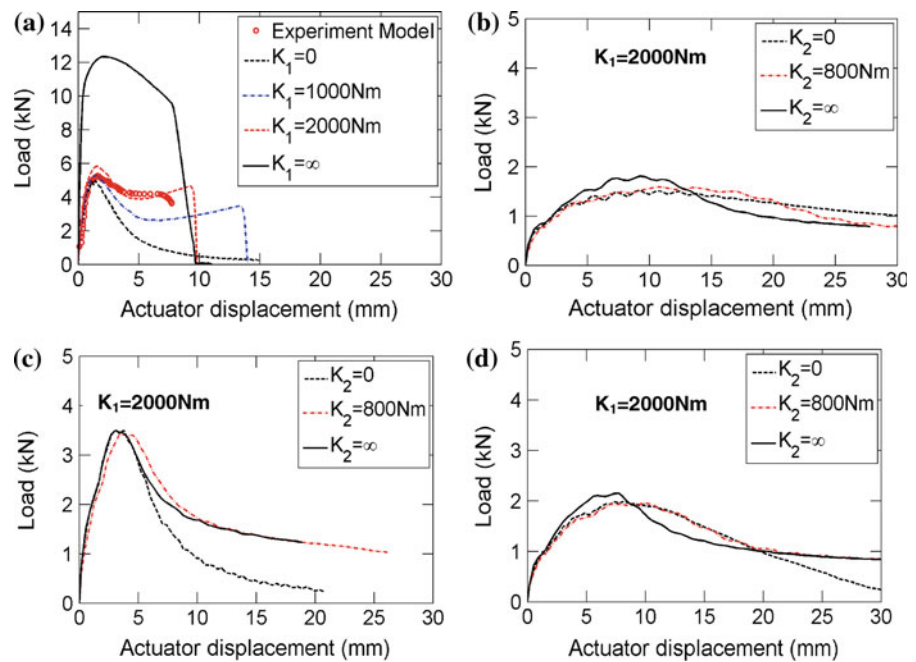 (a)
14
12
10
8
6
4
2
0
Load (kN)
0 5 10 15 20 25 30
Actuator displacement (mm)
Experiment Model
K₁=0
K₁=1000Nm
K₁=2000Nm
K₁=∞
(b)
5
4
3
2
1
0
Load (kN)
0 5 10 15 20 25 30
Actuator displacement (mm)
K₁=2000Nm
K₂=0
K₂=800Nm
K₂=∞
(c)
5
4
3
2
1
0
Load (kN)
0 5 10 15 20 25 30
Actuator displacement (mm)
K₁=2000Nm
K₂=0
K₂=800Nm
K₂=∞
(d)
5
4
3
2
1
0
Load (kN)
0 5 10 15 20 25 30
Actuator displacement (mm)
K₁=2000Nm
K₂=0
K₂=800Nm
K₂=∞